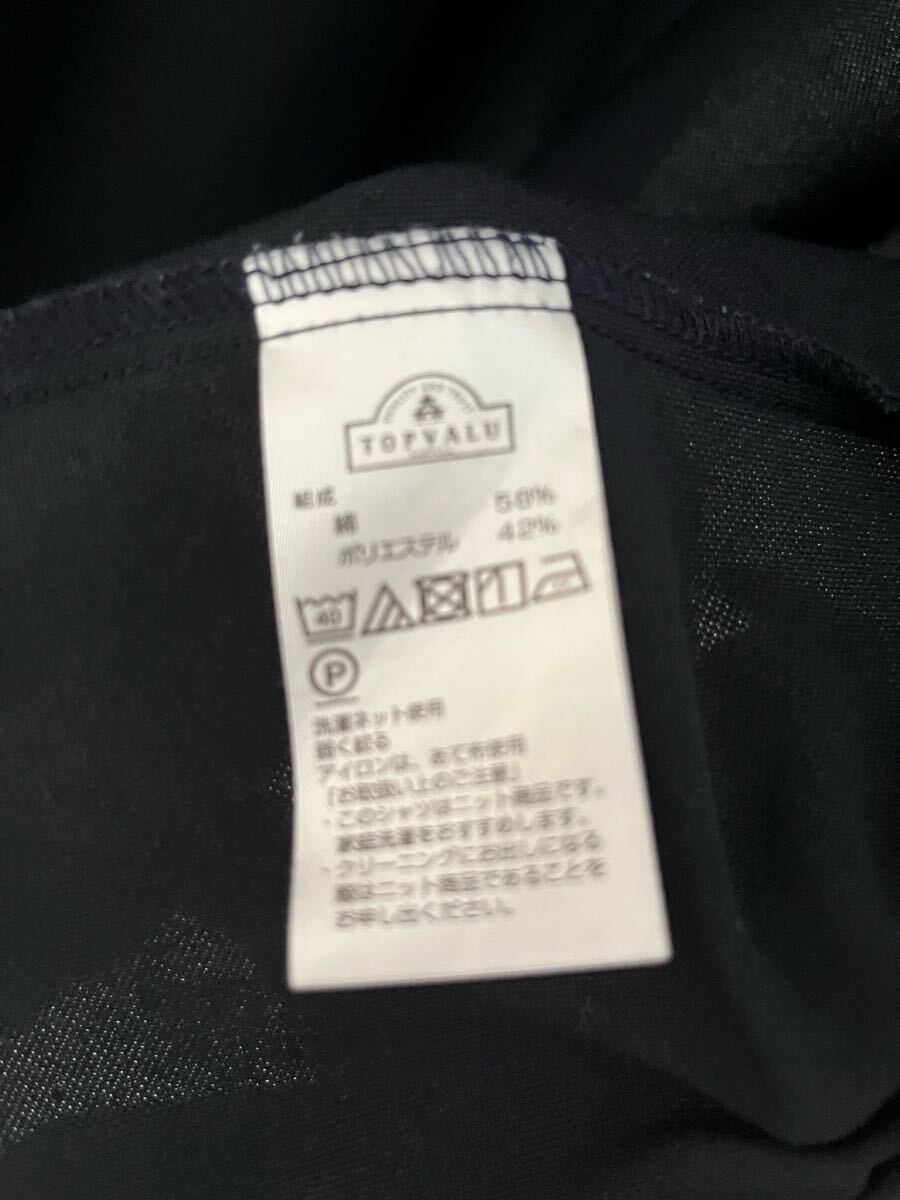 TOPVALU
組成
綿 58%
ポリエステル 42%
40
P
洗濯ネット使用
弱く絞る
アイロンは、あて布使用
「お取扱い上のご注意」
・このシャツはニット商品です。
家庭洗濯をおすすめします。
・クリーニングにお出しになる
際はニット商品であることを
お申し出ください。